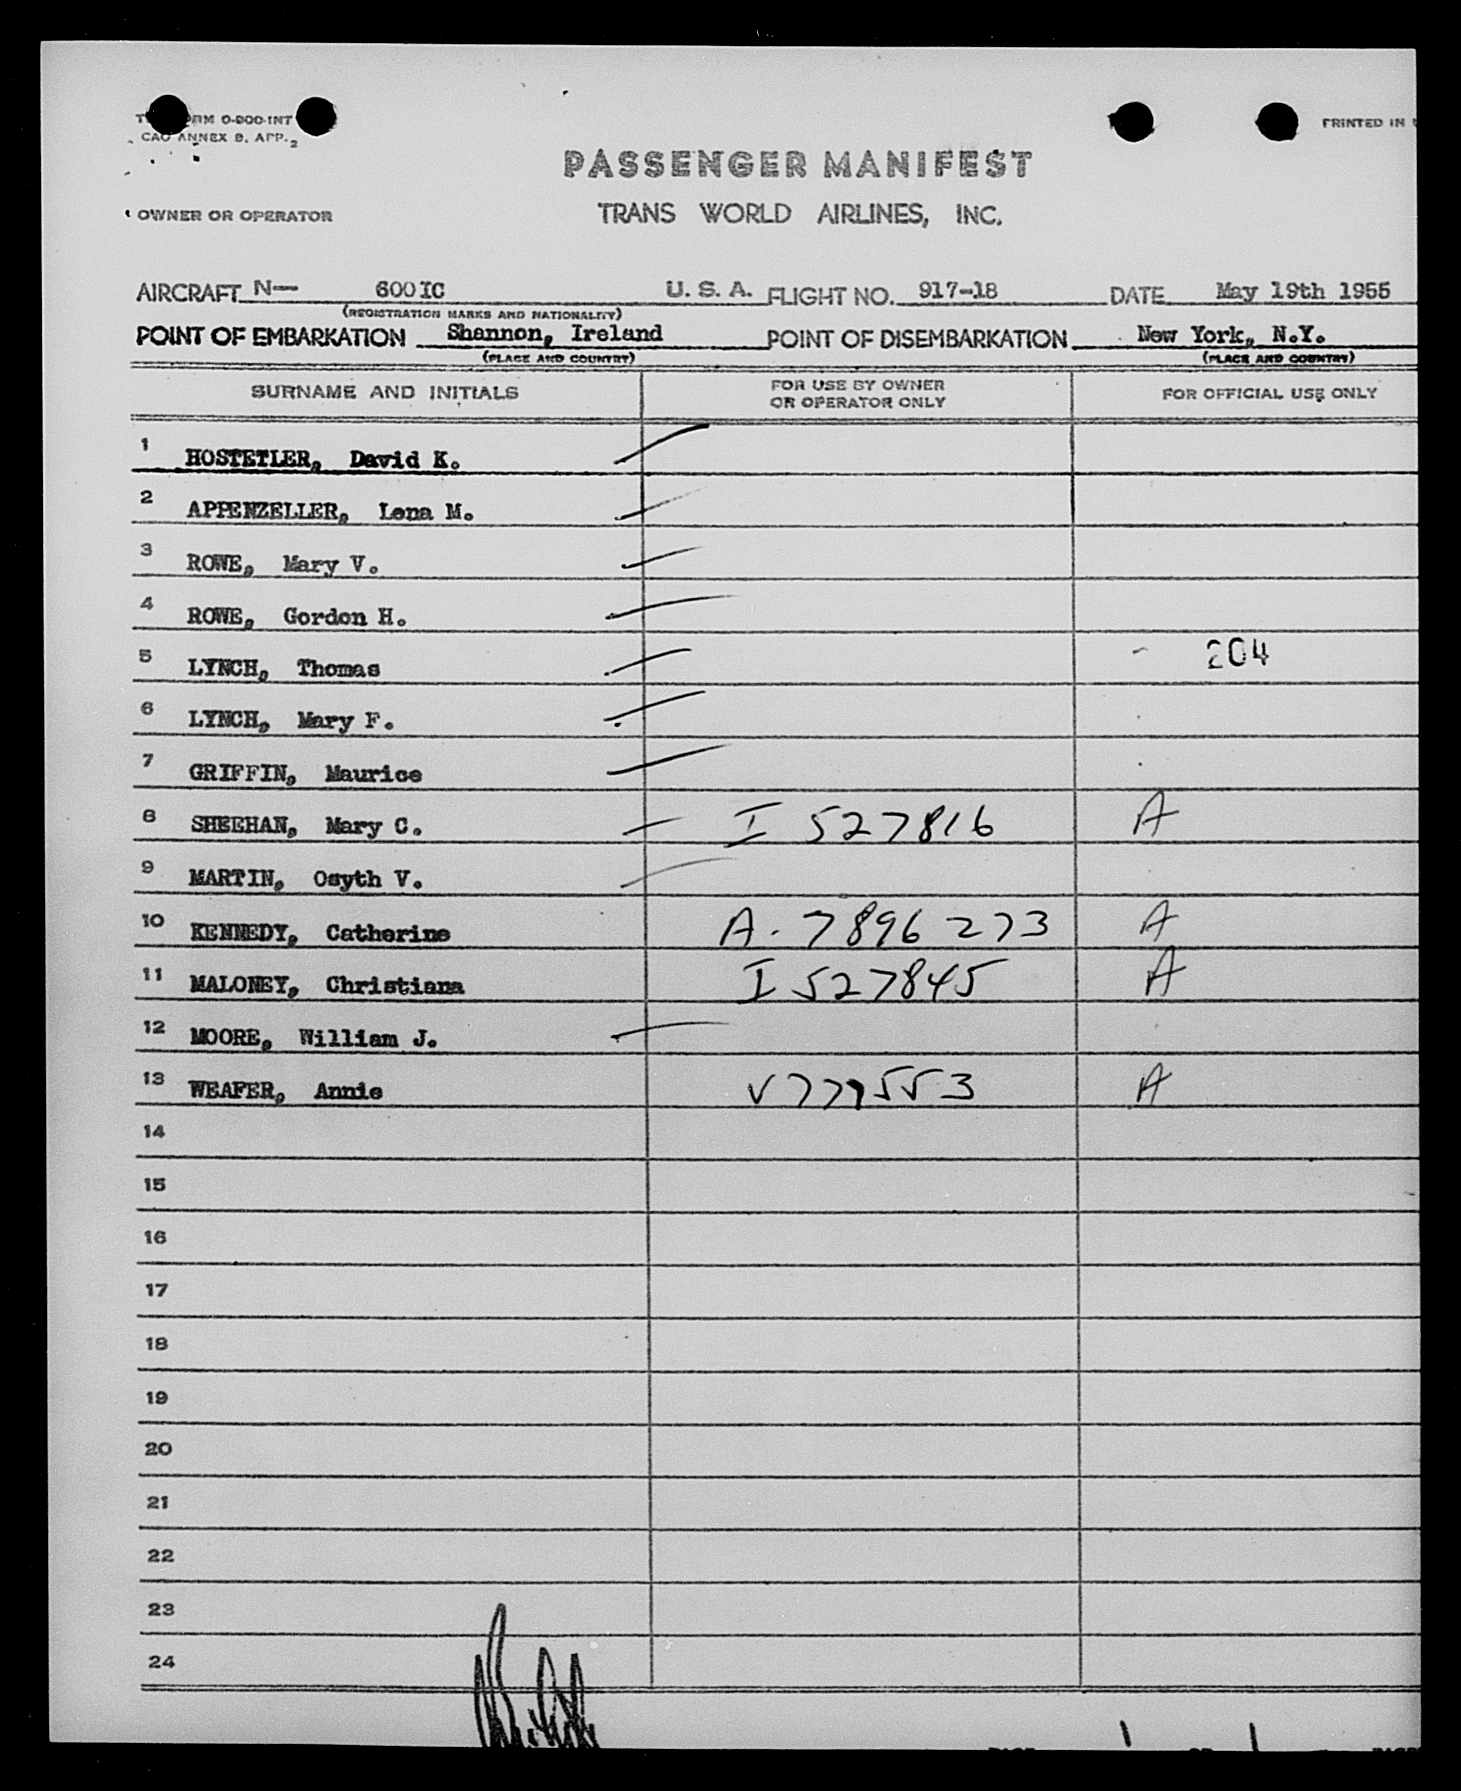 RM O-900-INT
CAO ANNEX 9, APP. 2
PRINTED IN
PASSENGER MANIFEST
OWNER OR OPERATOR
TRANS WORLD AIRLINES, INC.
AIRCRAFT N— 6001C U. S. A. FLIGHT NO. 917-18 DATE May 19th 1955
(REGISTRATION MARKS AND NATIONALITY)
POINT OF EMBARKATION Shannon, Ireland POINT OF DISEMBARKATION New York, N.Y.
(PLACE AND COUNTRY) (PLACE AND COUNTRY)
SURNAME AND INITIALS FOR USE BY OWNER OR OPERATOR ONLY FOR OFFICIAL USE ONLY
1 HOSTETLER, David K.
2 APPENZELLER, Lena M.
3 ROWE, Mary V.
4 ROWE, Gordon H.
5 LYNCH, Thomas 204
6 LYNCH, Mary F.
7 GRIFFIN, Maurice
8 SHEEHAN, Mary C. I 527816 A
9 MARTIN, Osyth V.
10 KENNEDY, Catherine A. 7896 273 A
11 MALONEY, Christiana I 527845 A
12 MOORE, William J.
13 WEAFER, Annie V777553 A
14
15
16
17
18
19
20
21
22
23
24